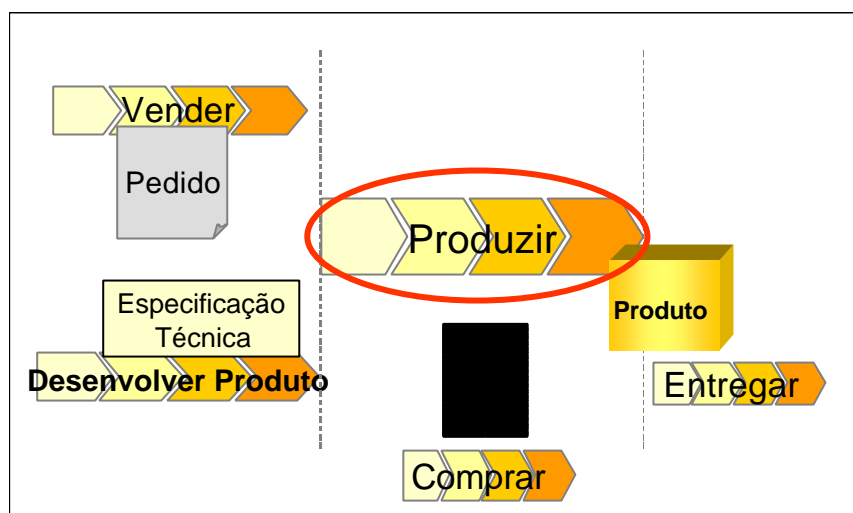 Vender
Pedido
Produzir
Especificação
Técnica
Produto
Desenvolver Produto
Entregar
Comprar